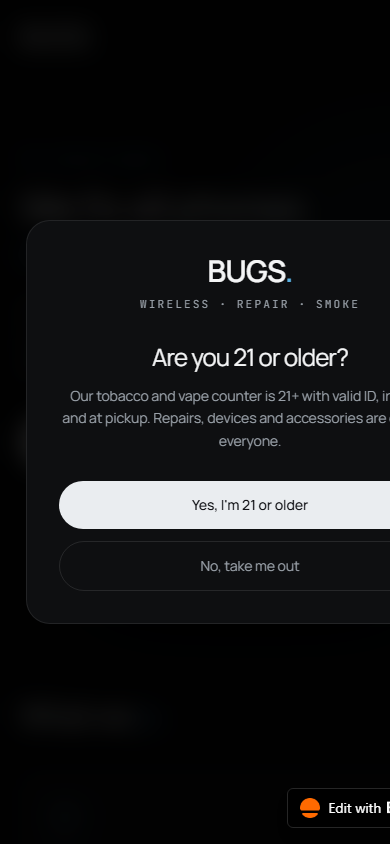 BUGS.
WIRELESS · REPAIR · SMOKE
Are you 21 or older?
Our tobacco and vape counter is 21+ with valid ID, in
and at pickup. Repairs, devices and accessories are
everyone.
Yes, I'm 21 or older
No, take me out
Edit with